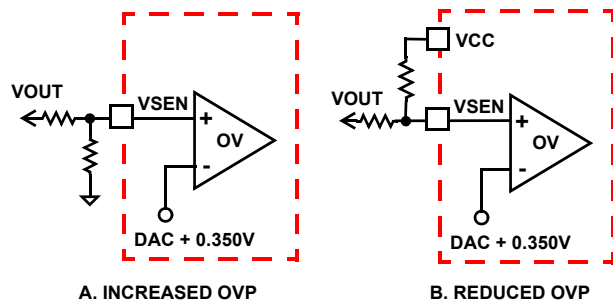 VOUT
VSEN
+
OV
-
DAC + 0.350V
A. INCREASED OVP
VCC
VOUT
VSEN
+
OV
-
DAC + 0.350V
B. REDUCED OVP